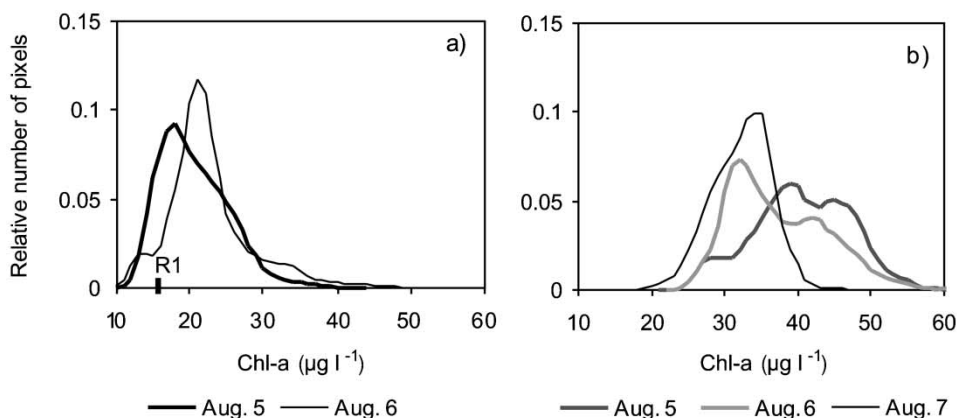 Relative number of pixels
a)
0.15
0.1
0.05
0
R1
10 20 30 40 50 60
Chl-a (µg l⁻¹)
Aug. 5 Aug. 6
b)
0.15
0.1
0.05
0
10 20 30 40 50 60
Chl-a (µg l⁻¹)
Aug. 5 Aug. 6 Aug. 7